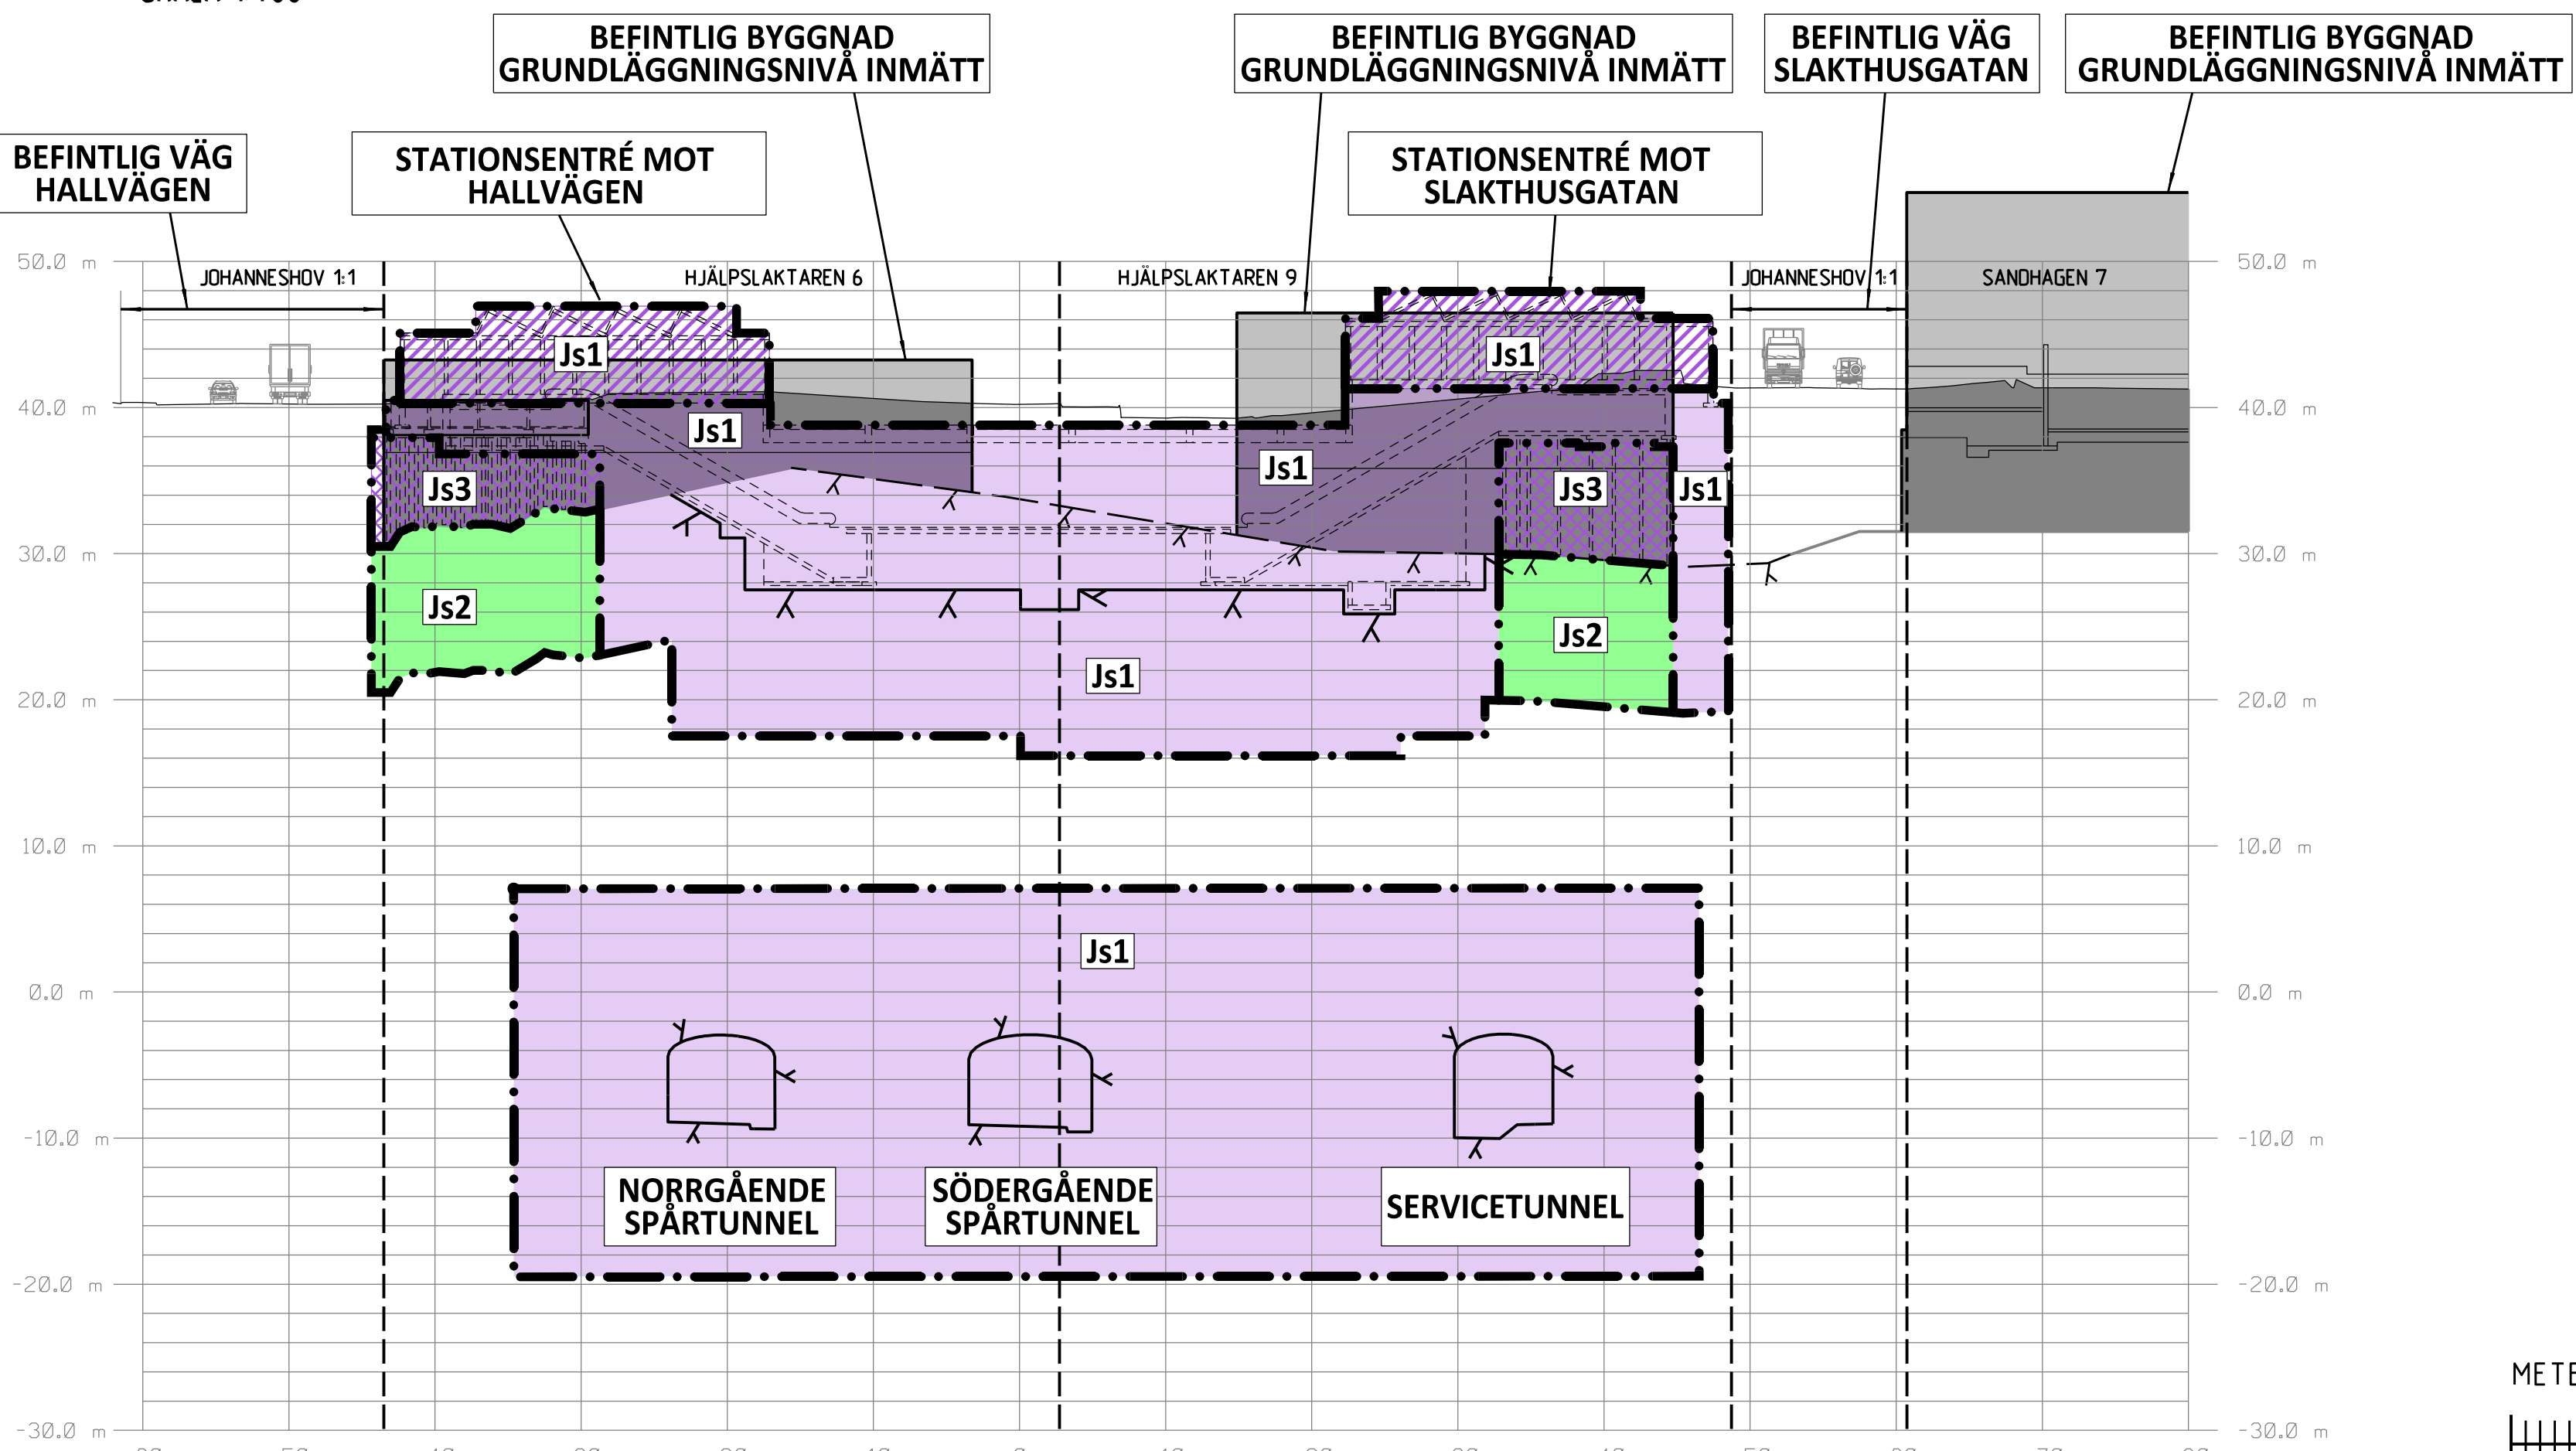 BEFINTLIG BYGGNAD
GRUNDLÄGGNINGSNIVÅ INMÄTT
BEFINTLIG BYGGNAD
GRUNDLÄGGNINGSNIVÅ INMÄTT
BEFINTLIG VÄG
SLAKTHUSGATAN
BEFINTLIG BYGGNAD
GRUNDLÄGGNINGSNIVÅ INMÄTT
BEFINTLIG VÄG
HALLVÄGEN
STATIONSENTRÉ MOT
HALLVÄGEN
STATIONSENTRÉ MOT
SLAKTHUSGATAN
50.0 m
JOHANNESHOV 1:1
HJÄLPSLAKTAREN 6
HJÄLPSLAKTAREN 9
JOHANNESHOV 1:1
SANDHAGEN 7
50.0 m
Js1
Js1
40.0 m
40.0 m
Js1
Js1
Js3
Js3
Js1
30.0 m
30.0 m
Js2
Js2
Js1
20.0 m
20.0 m
10.0 m
10.0 m
Js1
0.0 m
0.0 m
-10.0 m
-10.0 m
NORRGÅENDE
SPÅRTUNNEL
SÖDERGÅENDE
SPÅRTUNNEL
SERVICETUNNEL
-20.0 m
-20.0 m
METE
-30.0 m
-30.0 m